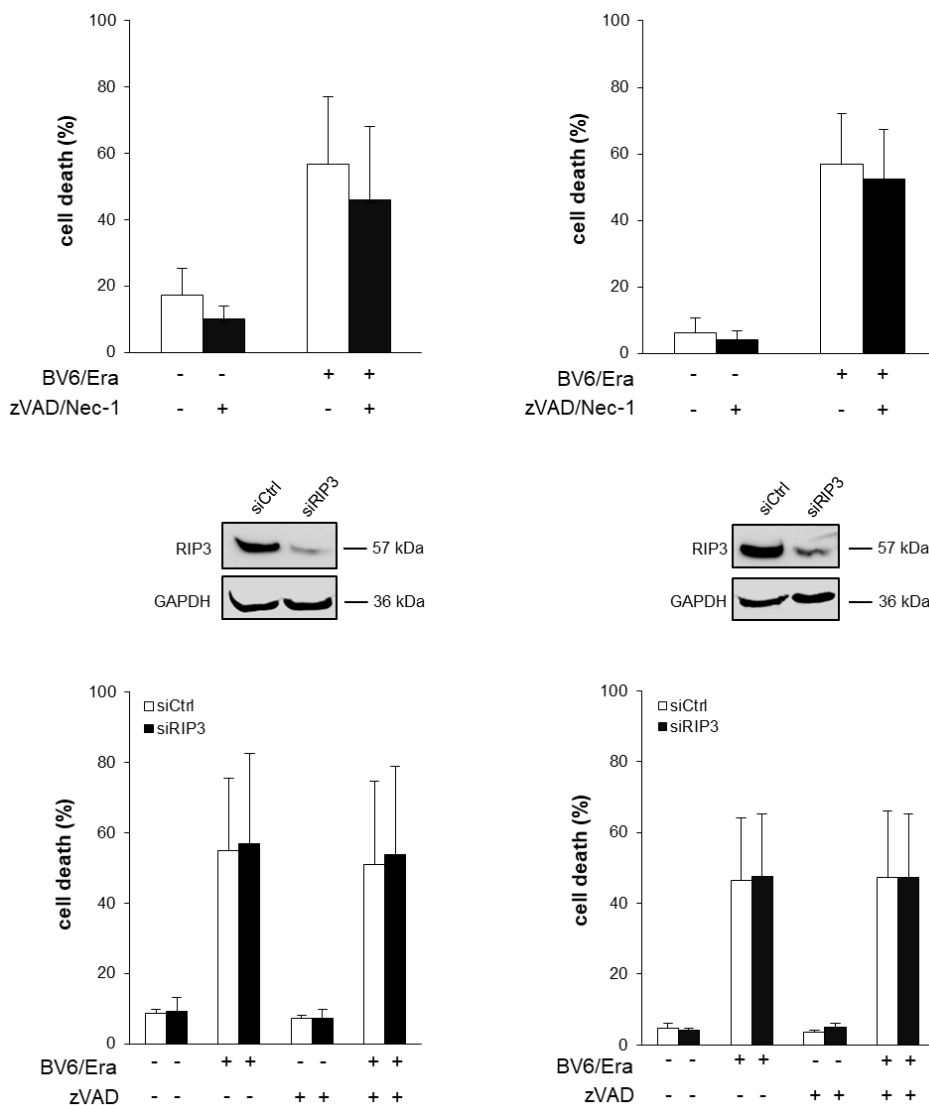 100
80
60
40
20
0
cell death (%)
BV6/Era - - + +
zVAD/Nec-1 - + - +
100
80
60
40
20
0
cell death (%)
BV6/Era - - + +
zVAD/Nec-1 - + - +
siCtrl siRIP3
RIP3 57 kDa
GAPDH 36 kDa
siCtrl siRIP3
RIP3 57 kDa
GAPDH 36 kDa
100
80
60
40
20
0
cell death (%)
siCtrl
siRIP3
BV6/Era - - + + - - + +
zVAD - - - - + + + +
100
80
60
40
20
0
cell death (%)
siCtrl
siRIP3
BV6/Era - - + + - - + +
zVAD - - - - + + + +